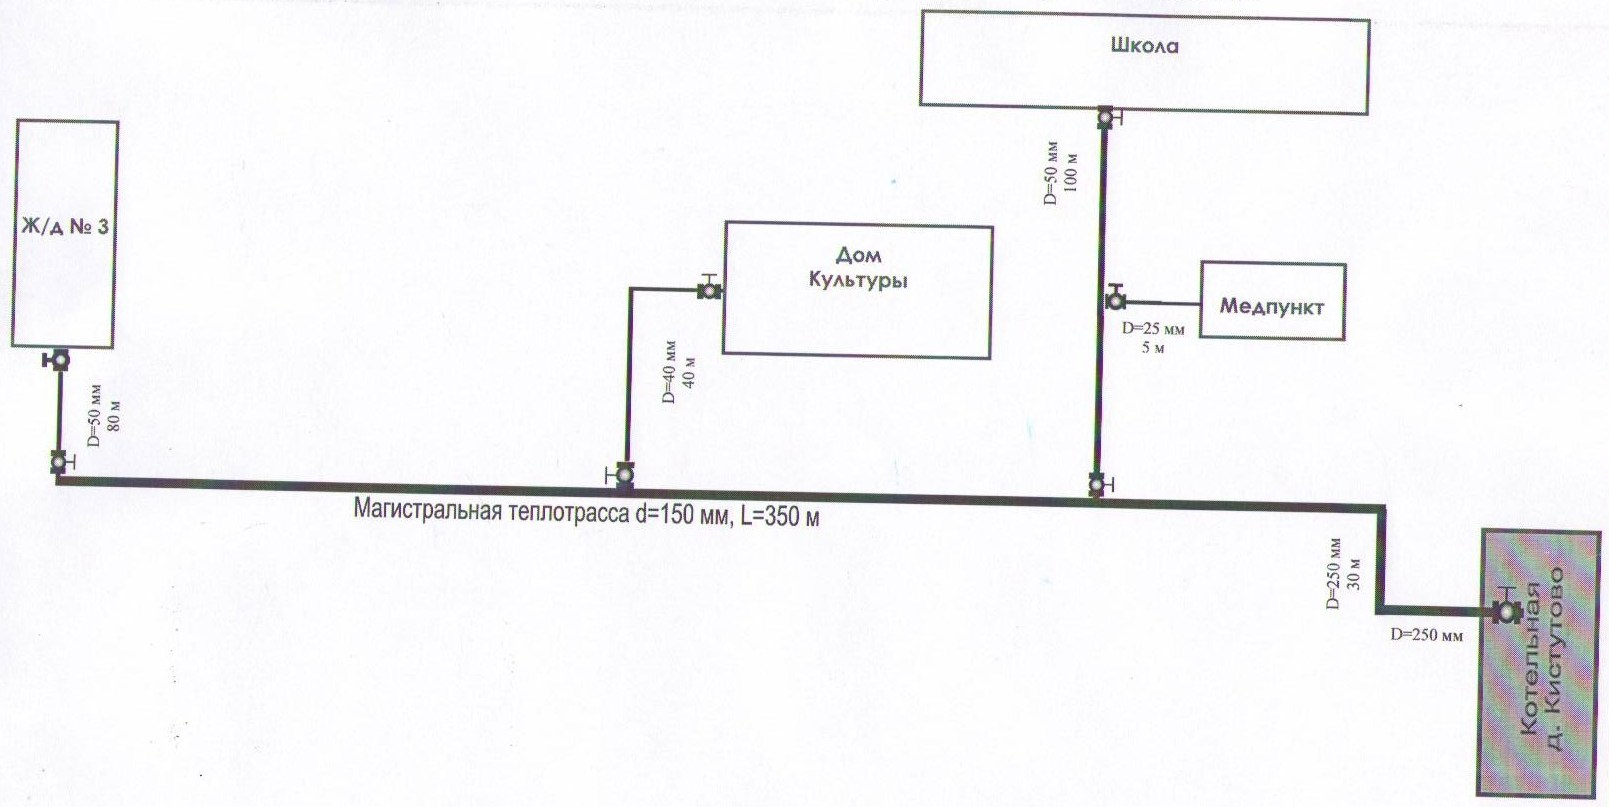 Школа
D=50 мм
100 м
Ж/д № 3
Дом
Культуры
Медпункт
D=25 мм
5 м
D=40 мм
40 м
D=50 мм
80 м
Магистральная теплотрасса d=150 мм, L=350 м
D=250 мм
30 м
D=250 мм
Котельная
д. Кистутово